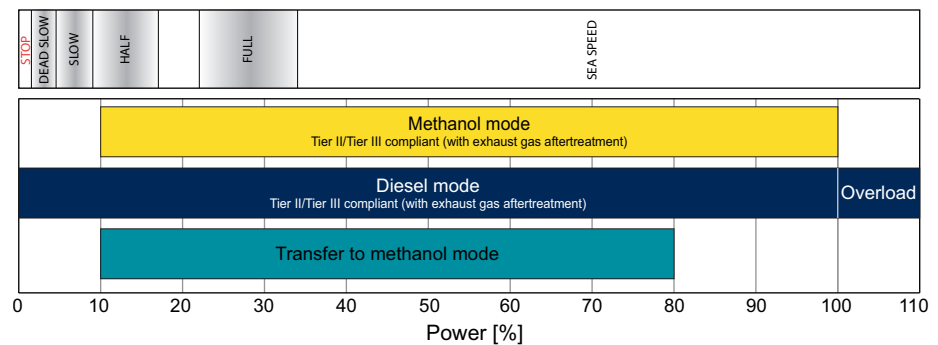 STOP
DEAD SLOW
SLOW
HALF
FULL
SEA SPEED
Methanol mode
Tier II/Tier III compliant (with exhaust gas aftertreatment)
Diesel mode
Tier II/Tier III compliant (with exhaust gas aftertreatment)
Overload
Transfer to methanol mode
0 10 20 30 40 50 60 70 80 90 100 110
Power [%]